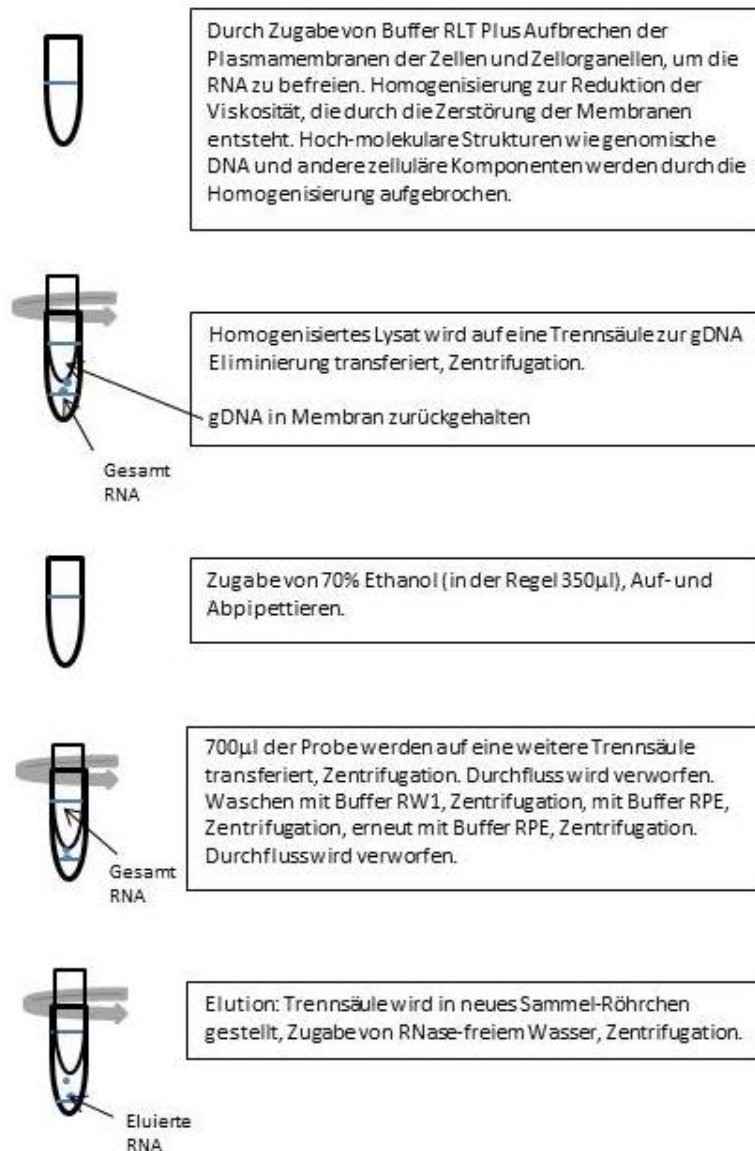 Durch Zugabe von Buffer RLT Plus Aufbrechen der
Plasmamembranen der Zellen und Zellorganellen, um die
RNA zu befreien. Homogenisierung zur Reduktion der
Viskosität, die durch die Zerstörung der Membranen
entsteht. Hoch-molekulare Strukturen wie genomische
DNA und andere zelluläre Komponenten werden durch die
Homogenisierung aufgebrochen.
Homogenisiertes Lysat wird auf eine Trennsäule zur gDNA
Eliminierung transferiert, Zentrifugation.
gDNA in Membran zurückgehalten
Gesamt
RNA
Zugabe von 70% Ethanol (in der Regel 350µl), Auf- und
Abpipettieren.
700µl der Probe werden auf eine weitere Trennsäule
transferiert, Zentrifugation. Durchfluss wird verworfen.
Waschen mit Buffer RW1, Zentrifugation, mit Buffer RPE,
Zentrifugation, erneut mit Buffer RPE, Zentrifugation.
Durchfluss wird verworfen.
Gesamt
RNA
Elution: Trennsäule wird in neues Sammel-Röhrchen
gestellt, Zugabe von RNase-freiem Wasser, Zentrifugation.
Eluierte
RNA